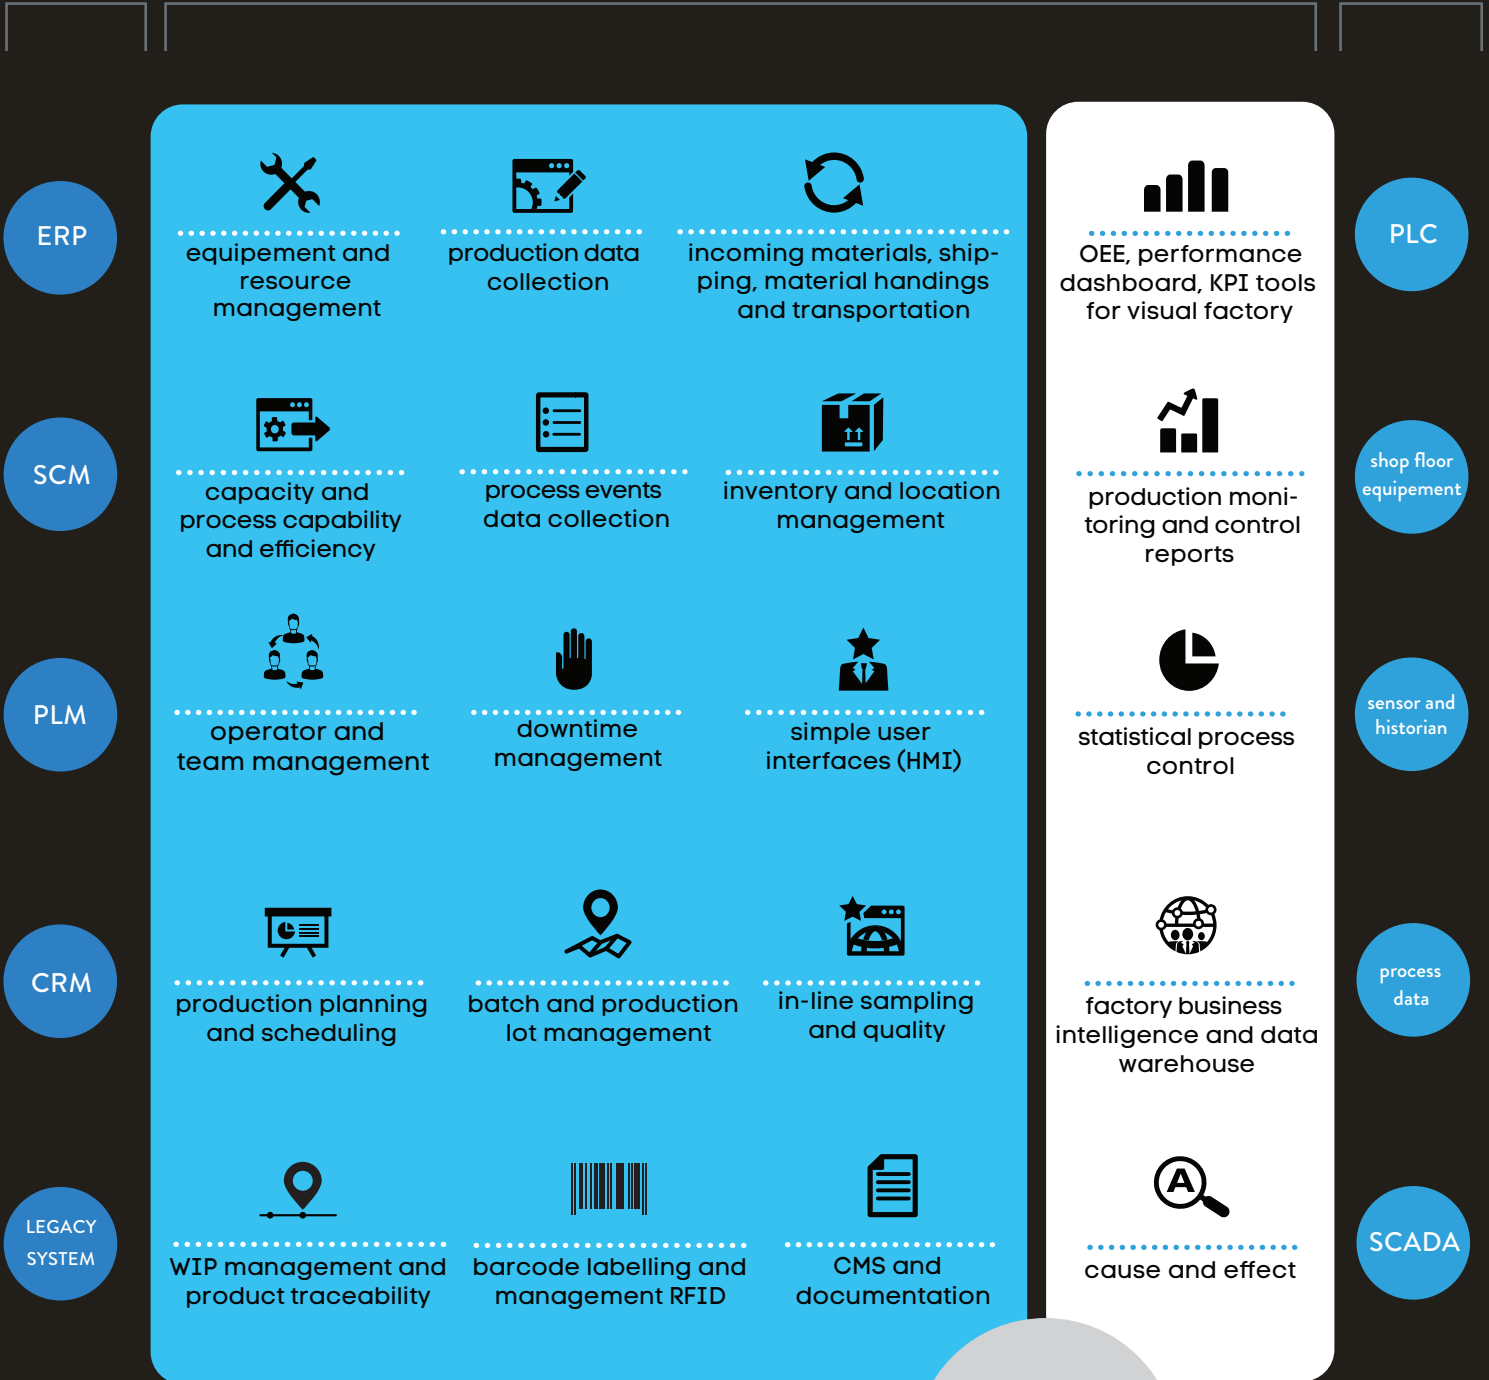 ERP
equipement and
resource
management
production data
collection
incoming materials, ship-
ping, material handings
and transportation
OEE, performance
dashboard, KPI tools
for visual factory
PLC
SCM
capacity and
process capability
and efficiency
process events
data collection
inventory and location
management
production moni-
toring and control
reports
shop floor
equipement
PLM
operator and
team management
downtime
management
simple user
interfaces (HMI)
statistical process
control
sensor and
historian
CRM
production planning
and scheduling
batch and production
lot management
in-line sampling
and quality
factory business
intelligence and data
warehouse
process
data
LEGACY
SYSTEM
WIP management and
product traceability
barcode labelling and
management RFID
CMS and
documentation
A
cause and effect
SCADA